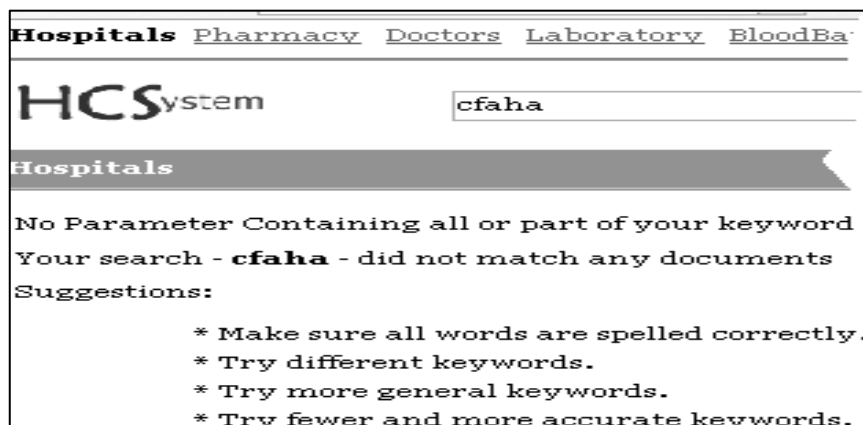 Hospitals Pharmacy Doctors Laboratory BloodBa
HCSystem cfaha
Hospitals
No Parameter Containing all or part of your keyword
Your search - cfaha - did not match any documents
Suggestions:
* Make sure all words are spelled correctly.
* Try different keywords.
* Try more general keywords.
* Try fewer and more accurate keywords.